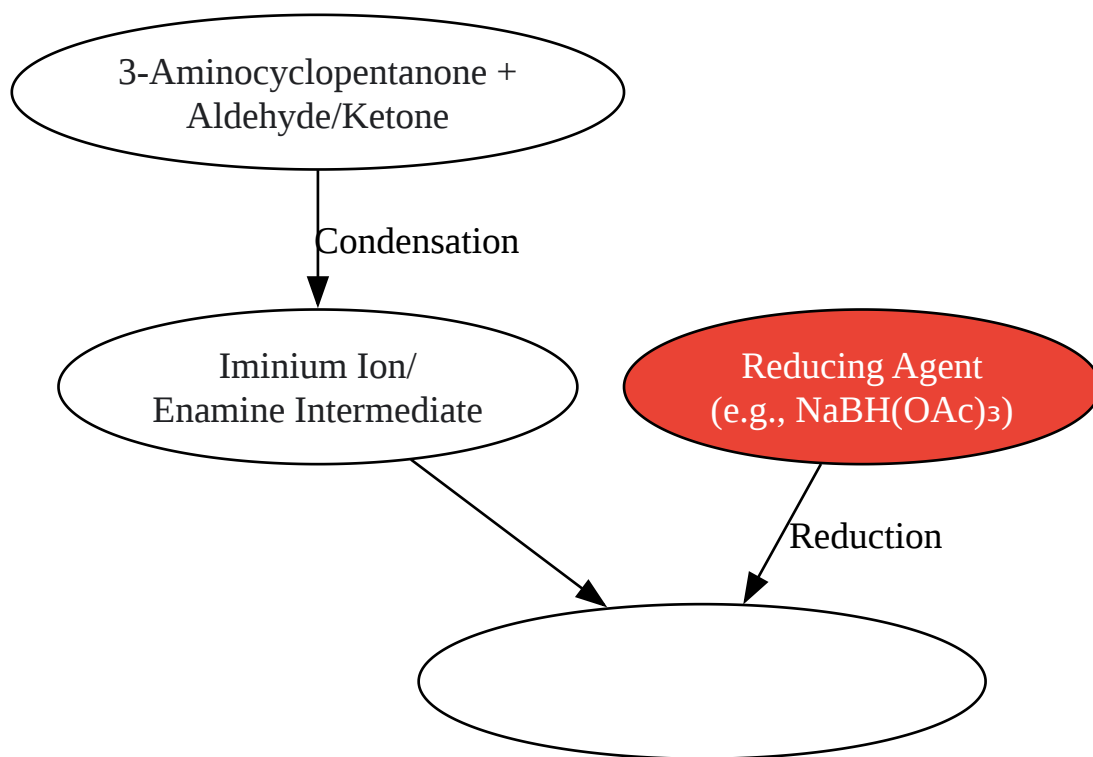 3-Aminocyclopentanone +
Aldehyde/Ketone
Condensation
Iminium Ion/
Enamine Intermediate
Reducing Agent
(e.g., NaBH(OAc)₃)
Reduction